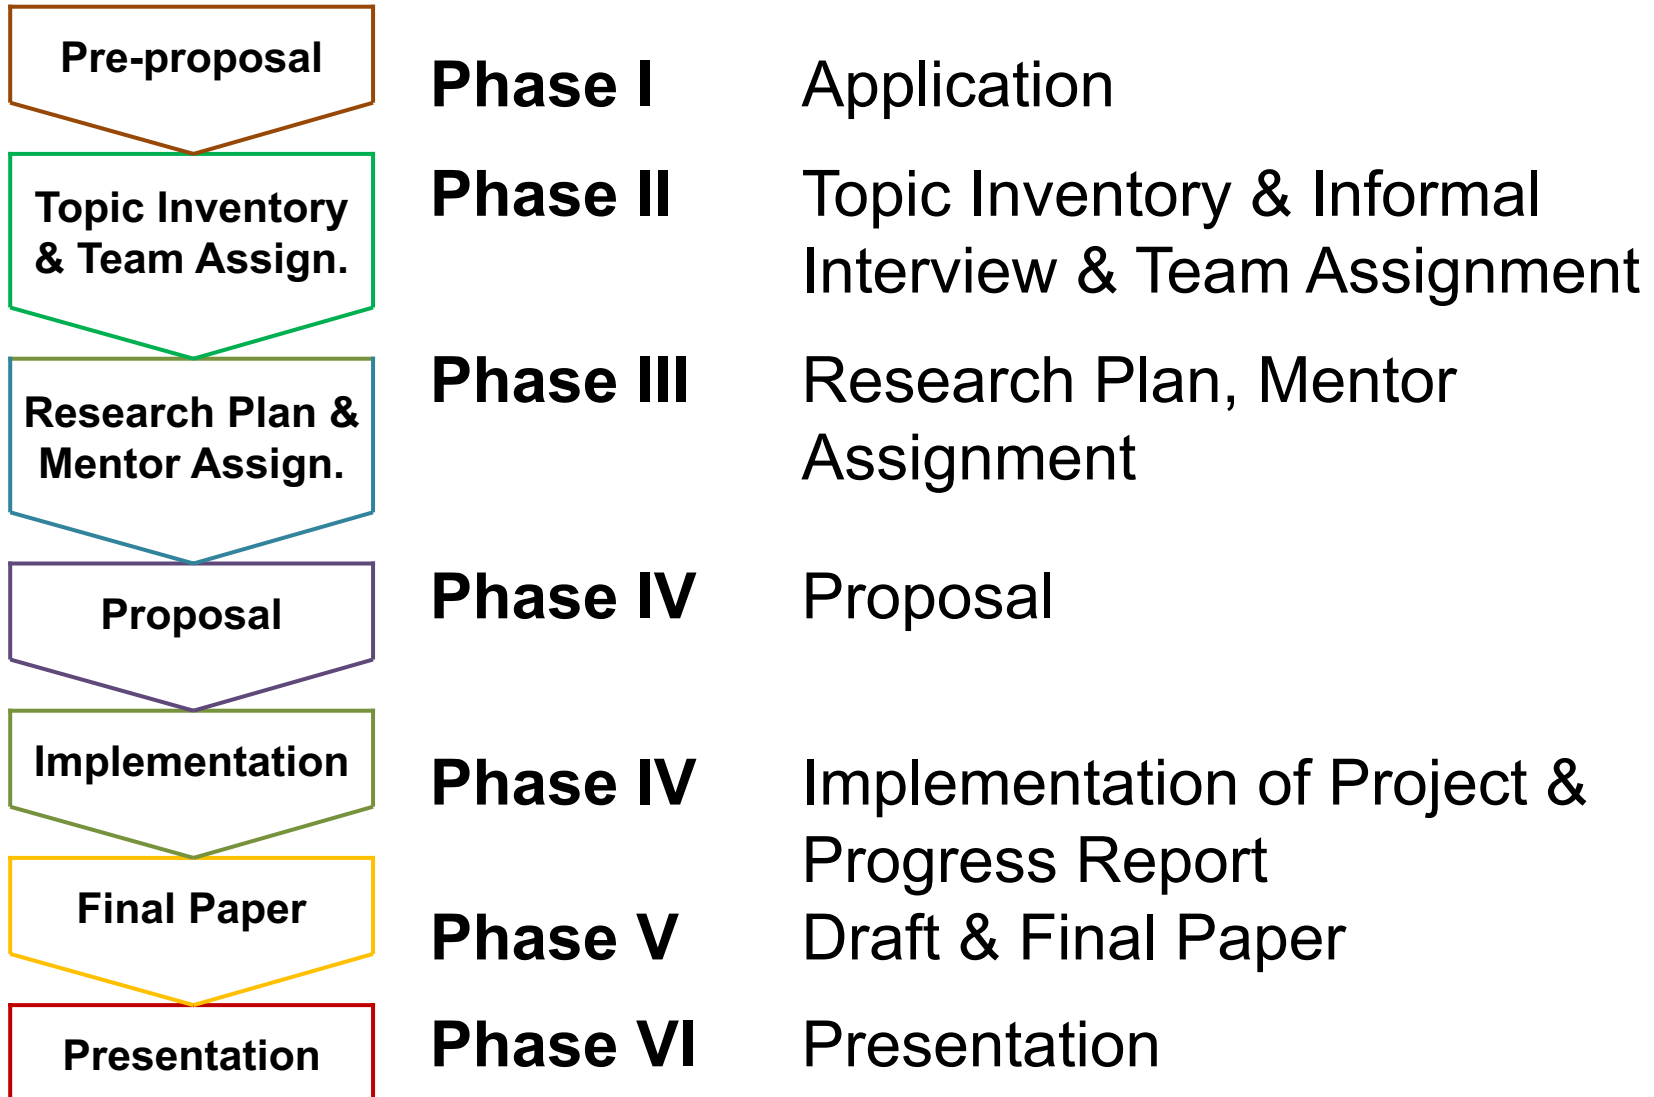 Pre-proposal
Phase I Application
Topic Inventory
& Team Assign.
Phase II Topic Inventory & Informal
Interview & Team Assignment
Research Plan &
Mentor Assign.
Phase III Research Plan, Mentor
Assignment
Proposal
Phase IV Proposal
Implementation
Phase IV Implementation of Project &
Progress Report
Final Paper
Phase V Draft & Final Paper
Presentation
Phase VI Presentation